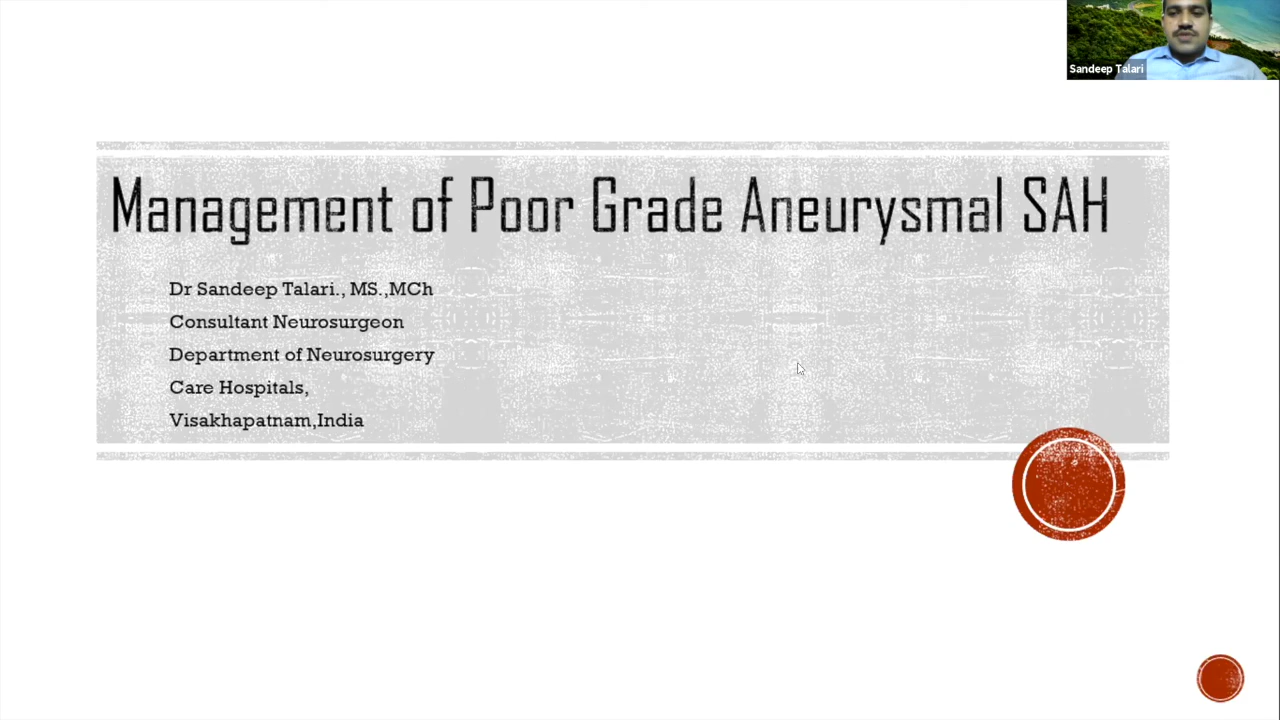 Sandeep Talari
Management of Poor Grade Aneurysmal SAH
Dr Sandeep Talari., MS.,MCh
Consultant Neurosurgeon
Department of Neurosurgery
Care Hospitals,
Visakhapatnam,India